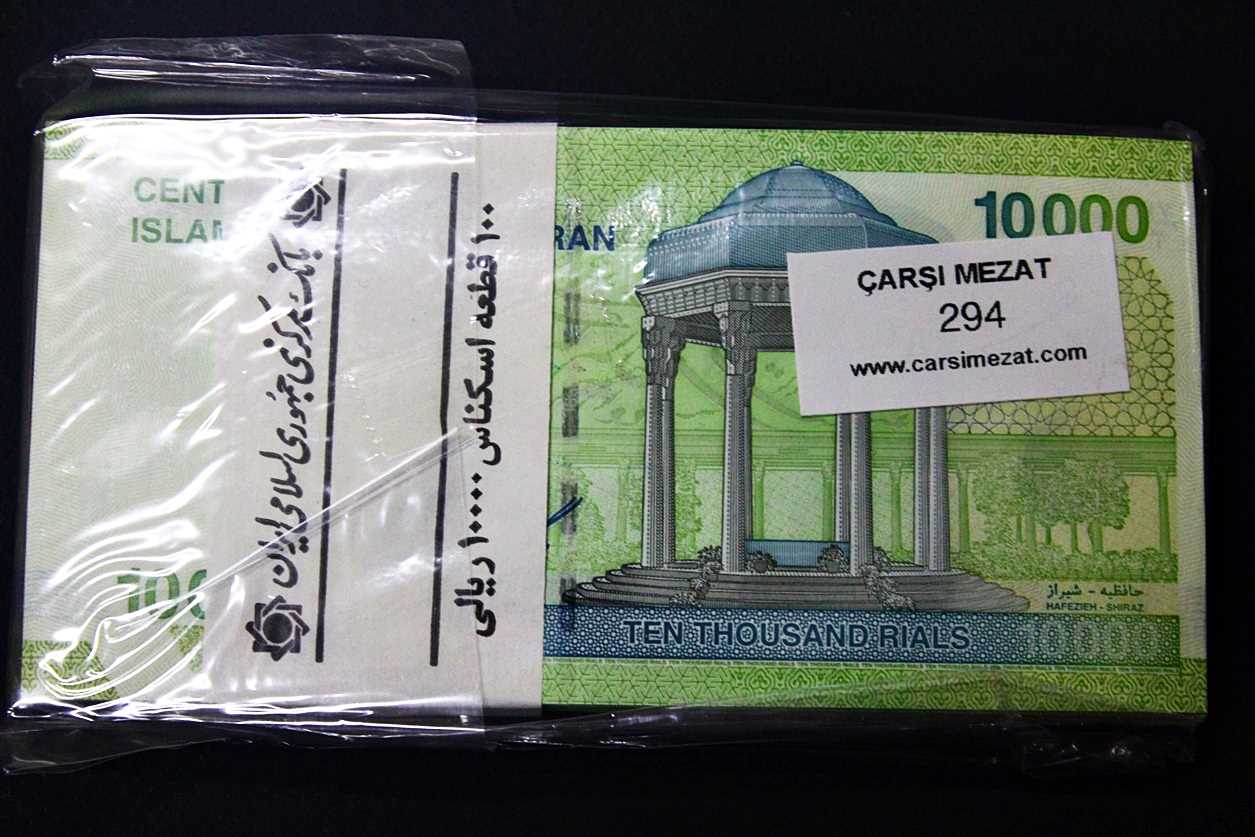 CENT
ISLAM
RAN
10000
بانک مرکزی جمهوری اسلامی ایران
۱۰۰ قطعه اسکناس ۱۰۰۰۰ ریالی
ÇARŞI MEZAT
294
www.carsimezat.com
حافظیه - شیراز
HAFEZIEH - SHIRAZ
TEN THOUSAND RIALS